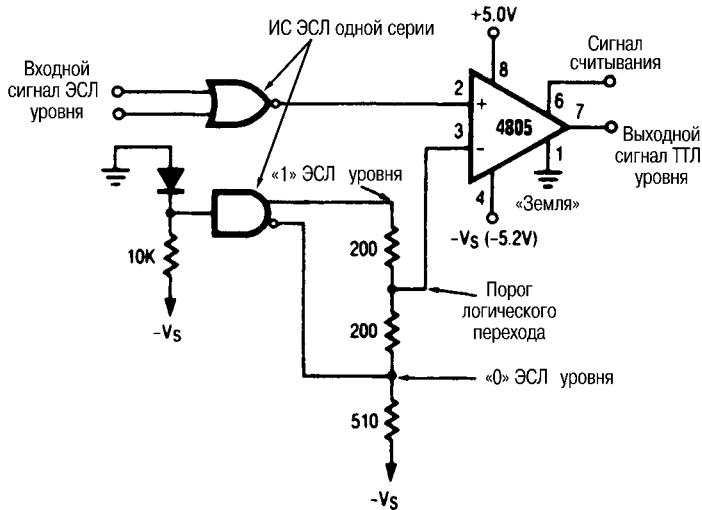 ИС ЭСЛ одной серии
+5.0V
Входной
сигнал ЭСЛ
уровня
Сигнал
считывания
8
2
+
6
7
4805
3
−
1
4
Выходной
сигнал ТТЛ
уровня
«Земля»
−VS (−5.2V)
«1» ЭСЛ уровня
10K
−VS
200
Порог
логического
перехода
200
«0» ЭСЛ уровня
510
−VS